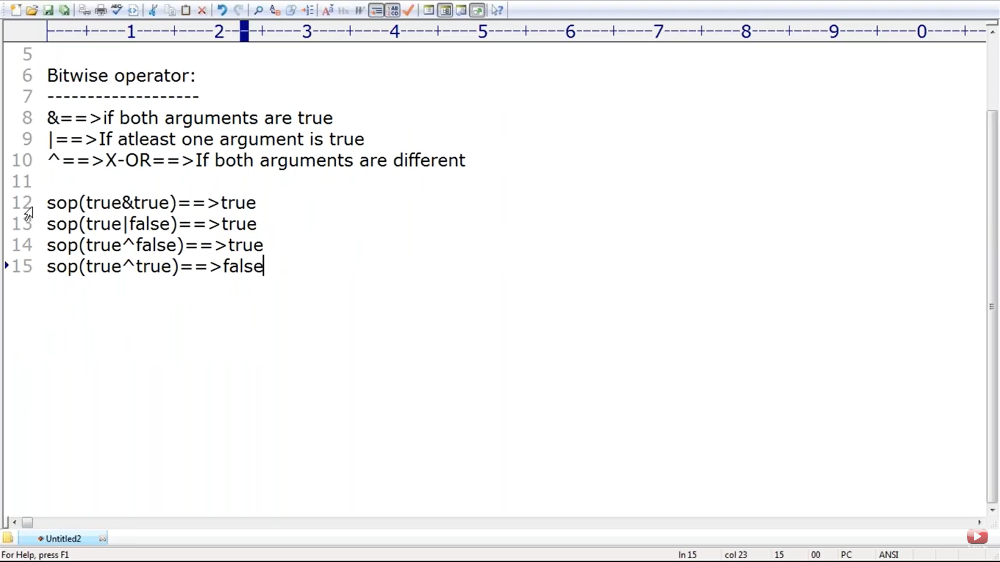 |----+----1----+----2----+----3----+----4----+----5----+----6----+----7----+----8----+----9----+----0----+--
5
6 Bitwise operator:
7 -------------------
8 &==>if both arguments are true
9 |==>If atleast one argument is true
10 ^==>X-OR==>If both arguments are different
11
12 sop(true&true)==>true
13 sop(true|false)==>true
14 sop(true^false)==>true
15 sop(true^true)==>false
Untitled2
For Help, press F1 ln 15 col 23 15 00 PC ANSI